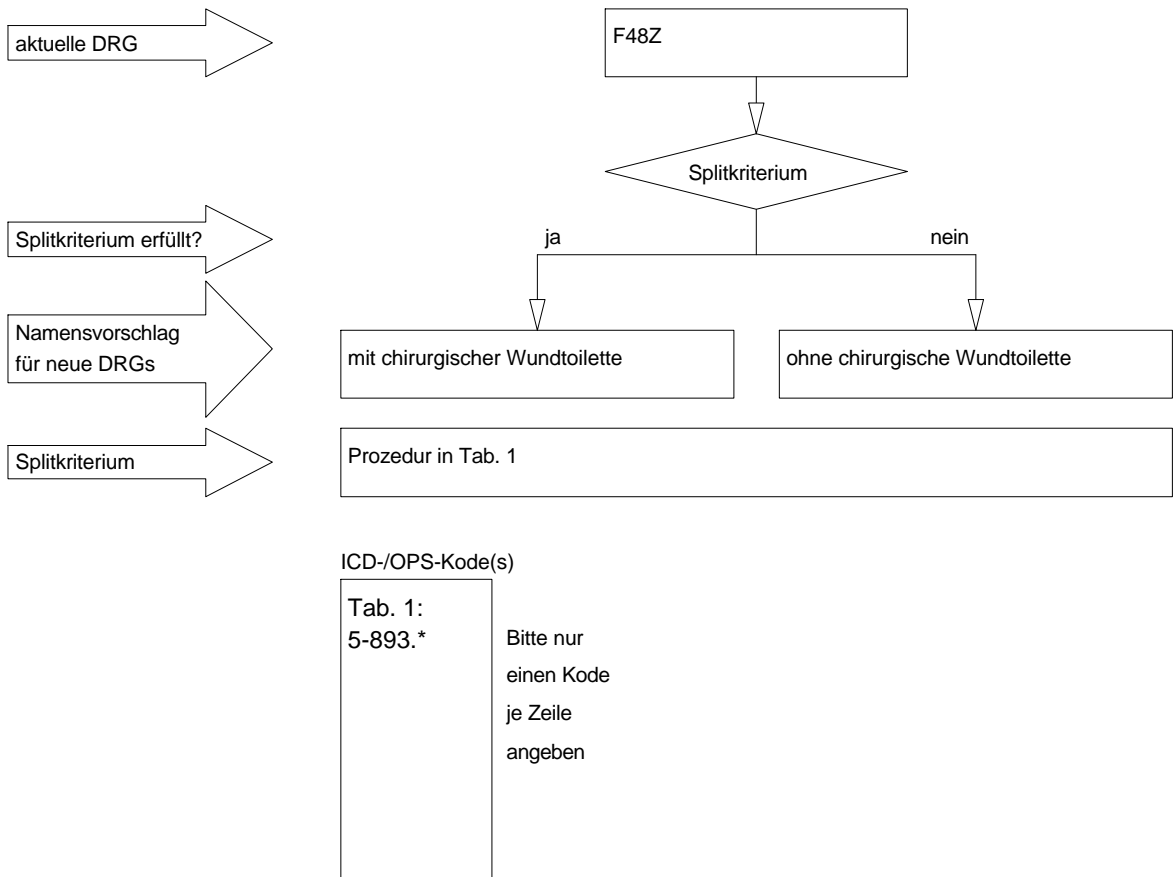 aktuelle DRG
F48Z
Splitkriterium
Splitkriterium erfüllt?
ja
nein
Namensvorschlag
für neue DRGs
mit chirurgischer Wundtoilette
ohne chirurgische Wundtoilette
Splitkriterium
Prozedur in Tab. 1
ICD-/OPS-Kode(s)
Tab. 1:
5-893.*
Bitte nur
einen Kode
je Zeile
angeben